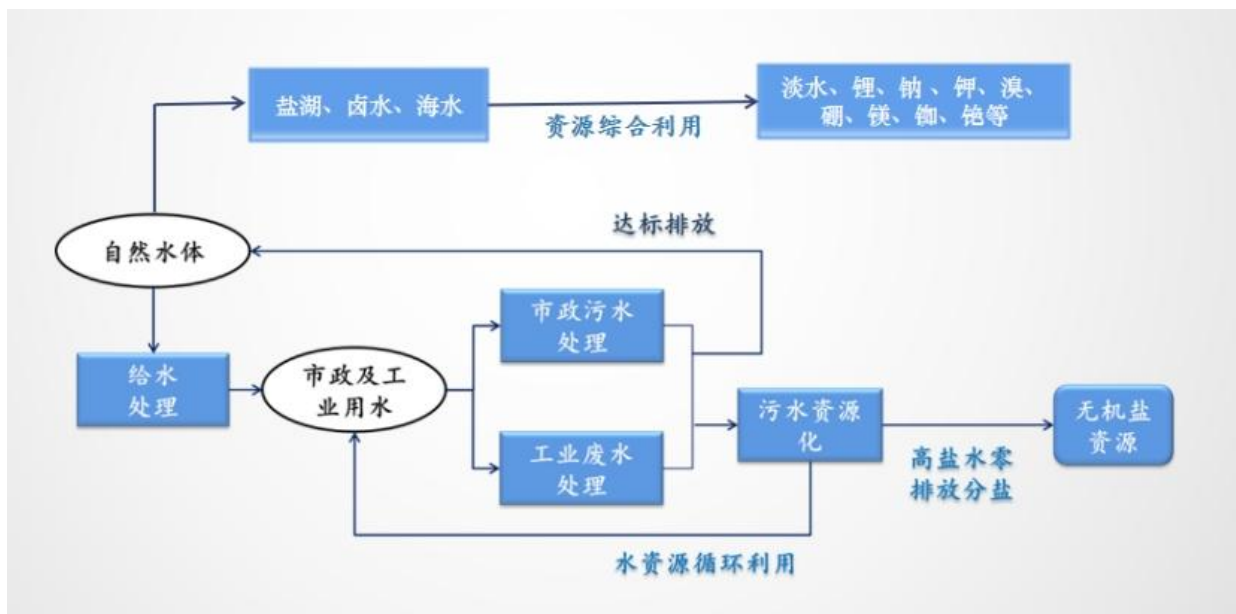 盐湖、卤水、海水
资源综合利用
淡水、锂、钠、钾、溴、
硼、镁、铷、铯等
达标排放
自然水体
给水
处理
市政及工
业用水
市政污水
处理
工业废水
处理
污水资源
化
高盐水零
排放分盐
无机盐
资源
水资源循环利用